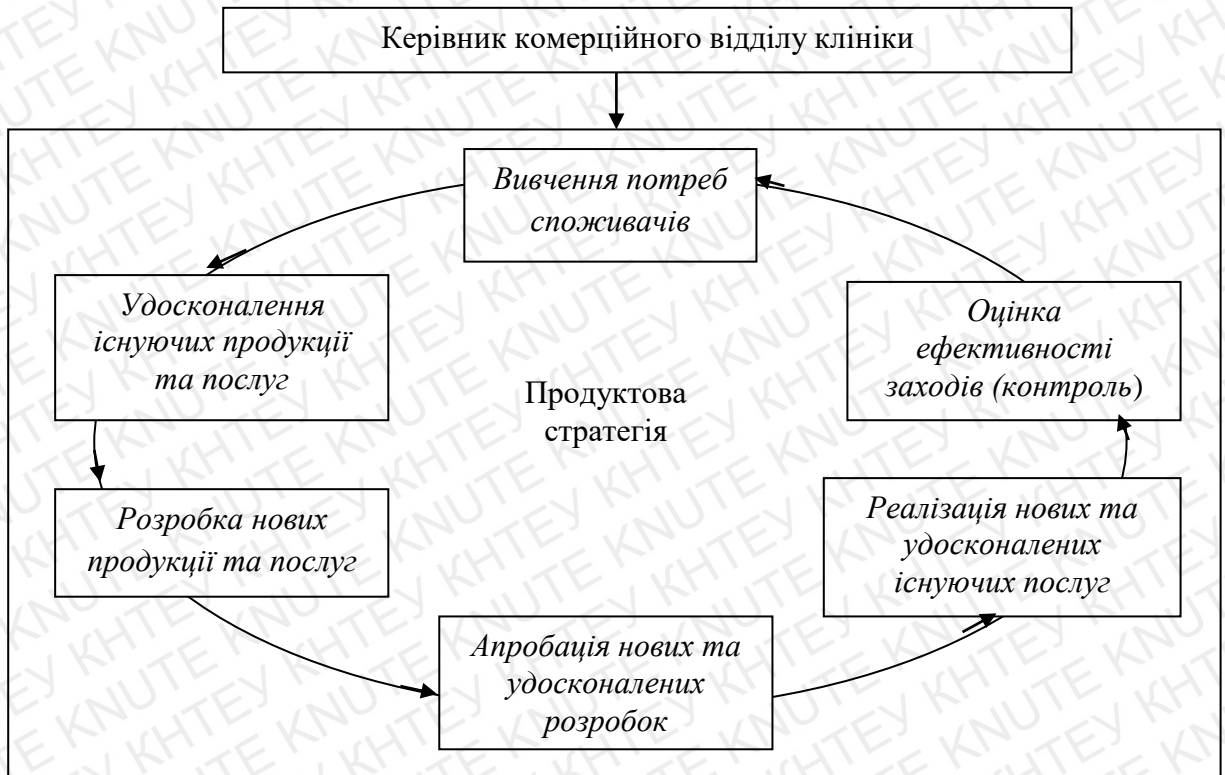 Керівник комерційного відділу клініки
Вивчення потреб
споживачів
Удосконалення
існуючих продукції
та послуг
Оцінка
ефективності
заходів (контроль)
Продуктова
стратегія
Розробка нових
продукції та послуг
Реалізація нових та
удосконалених
існуючих послуг
Апробація нових та
удосконалених
розробок